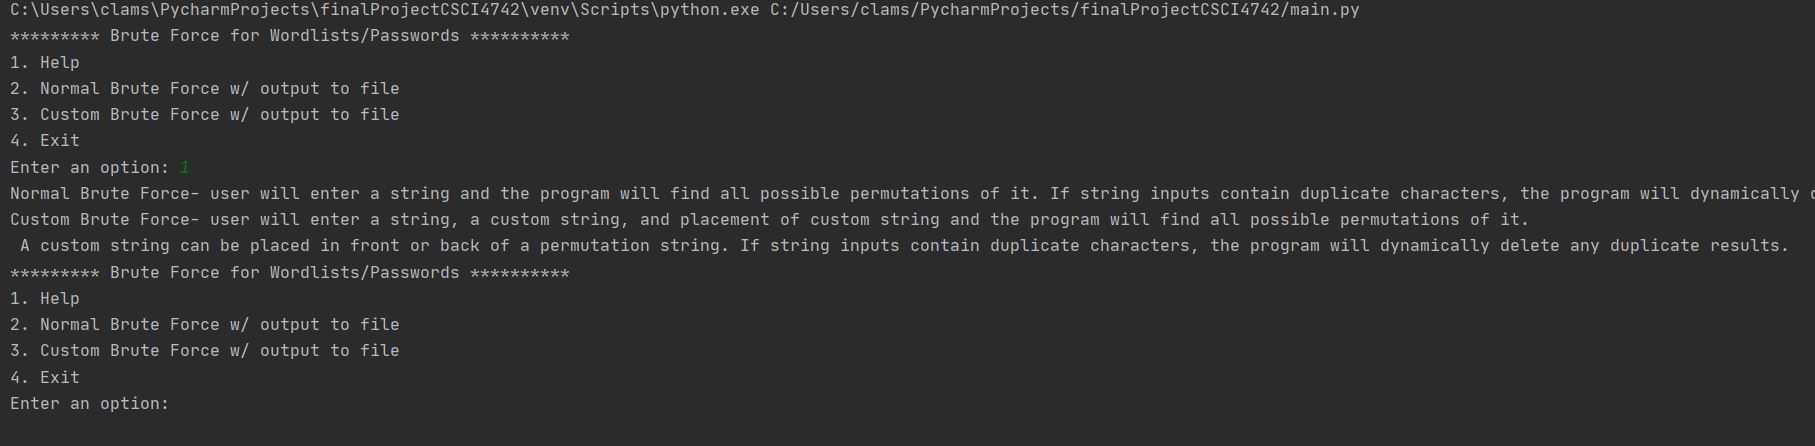 C:\Users\clams\PycharmProjects\finalProjectCSCI4742\venv\Scripts\python.exe C:/Users/clams/PycharmProjects/finalProjectCSCI4742/main.py
********* Brute Force for Wordlists/Passwords **********
1. Help
2. Normal Brute Force w/ output to file
3. Custom Brute Force w/ output to file
4. Exit
Enter an option: 1
Normal Brute Force- user will enter a string and the program will find all possible permutations of it. If string inputs contain duplicate characters, the program will dynamically
Custom Brute Force- user will enter a string, a custom string, and placement of custom string and the program will find all possible permutations of it.
 A custom string can be placed in front or back of a permutation string. If string inputs contain duplicate characters, the program will dynamically delete any duplicate results.
********* Brute Force for Wordlists/Passwords **********
1. Help
2. Normal Brute Force w/ output to file
3. Custom Brute Force w/ output to file
4. Exit
Enter an option: